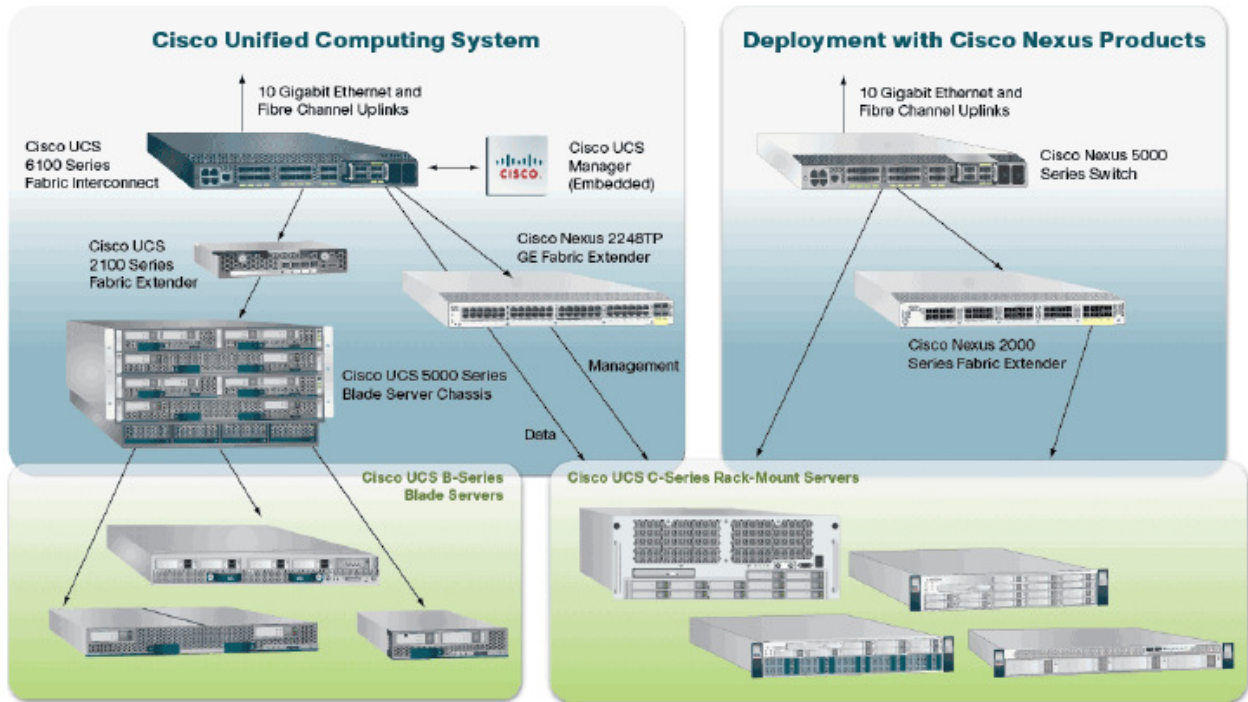 Cisco Unified Computing System
10 Gigabit Ethernet and
Fibre Channel Uplinks
Cisco UCS
6100 Series
Fabric Interconnect
CISCO.
Cisco UCS
Manager
(Embedded)
Cisco UCS
2100 Series
Fabric Extender
Cisco Nexus 2248TP
GE Fabric Extender
Cisco UCS 5000 Series
Blade Server Chassis
Management
Data
Deployment with Cisco Nexus Products
10 Gigabit Ethernet and
Fibre Channel Uplinks
Cisco Nexus 5000
Series Switch
Cisco Nexus 2000
Series Fabric Extender
Cisco UCS B-Series
Blade Servers
Cisco UCS C-Series Rack-Mount Servers